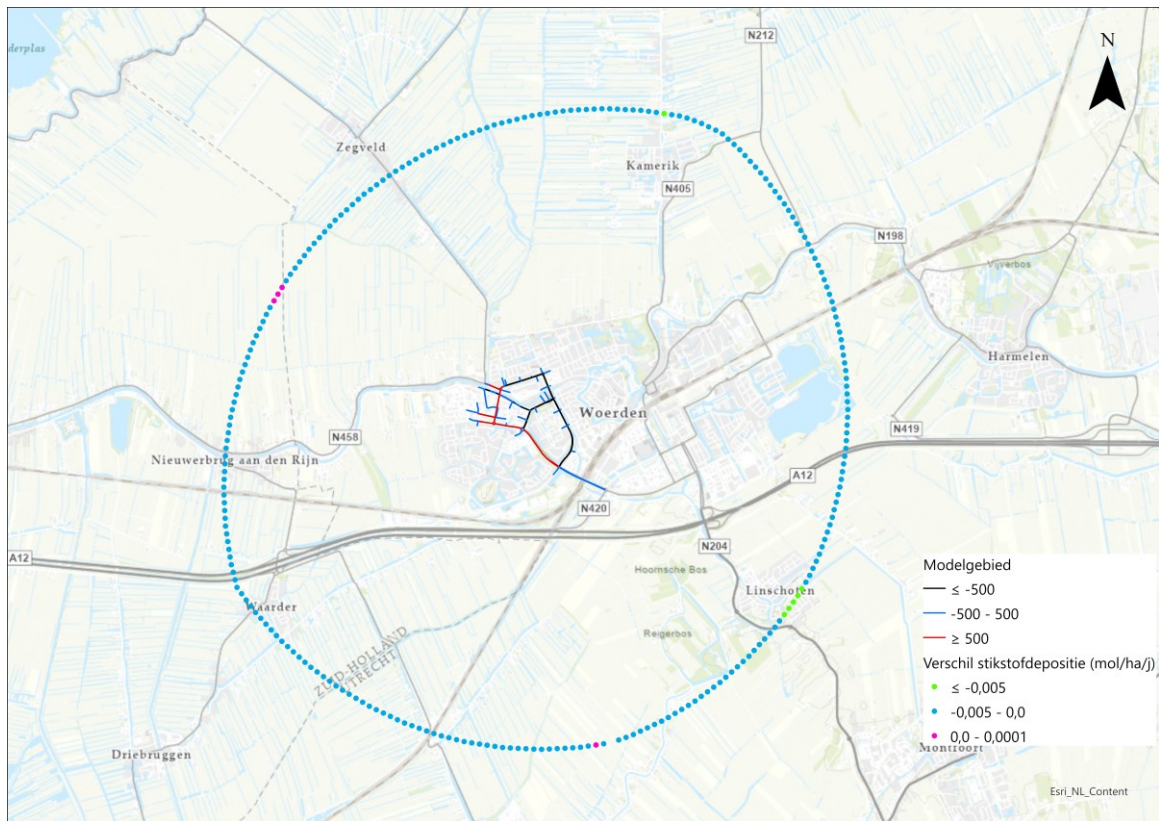 derplas
N212
N
Zegveld
Kamerik
N405
N198
Vijverbos
Harmelen
Woerden
N419
N458
Nieuwerbrug aan den Rijn
A12
N420
A12
N204
Hoornsche Bos
Linschoten
Waarder
Reigerbos
ZUID-HOLLAND
UTRECHT
Driebruggen
Montfoort
Modelgebied
≤ -500
-500 - 500
≥ 500
Verschil stikstofdepositie (mol/ha/j)
≤ -0,005
-0,005 - 0,0
0,0 - 0,0001
Esri_NL_Content